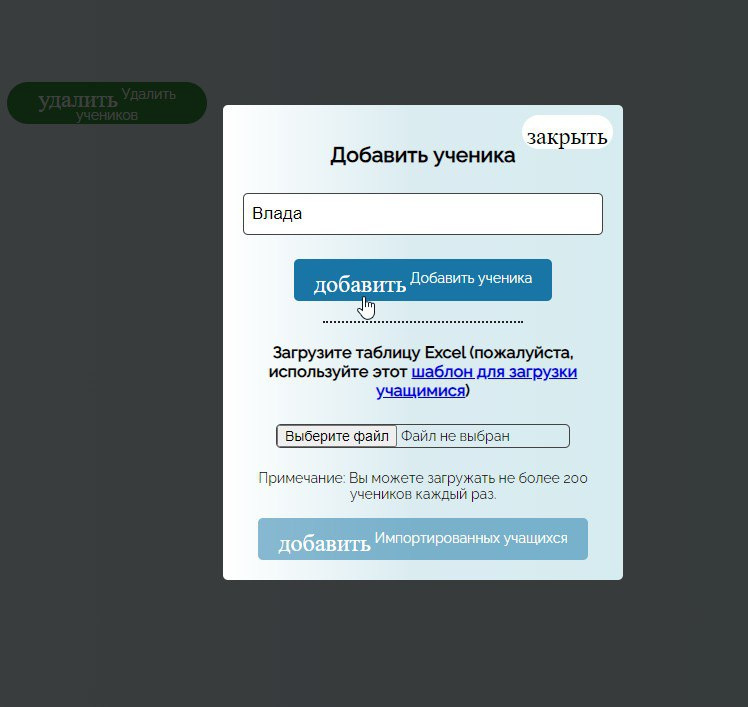 удалить Удалить
учеников
закрыть
Добавить ученика
Влада
добавить Добавить ученика
Загрузите таблицу Excel (пожалуйста,
используйте этот шаблон для загрузки
учащимися)
Выберите файл Файл не выбран
Примечание: Вы можете загружать не более 200
учеников каждый раз.
добавить Импортированных учащихся